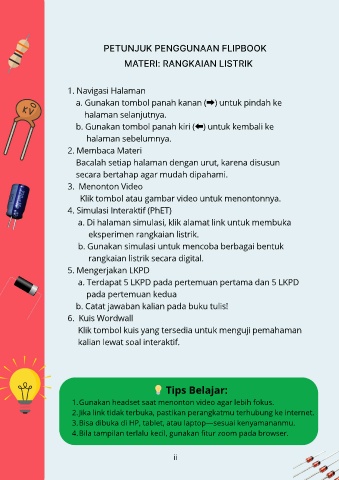 PETUNJUK PENGGUNAAN FLIPBOOK
MATERI: RANGKAIAN LISTRIK
1. Navigasi Halaman
a. Gunakan tombol panah kanan (➡) untuk pindah ke
halaman selanjutnya.
b. Gunakan tombol panah kiri (⬅) untuk kembali ke
halaman sebelumnya.
2. Membaca Materi
Bacalah setiap halaman dengan urut, karena disusun
secara bertahap agar mudah dipahami.
3. Menonton Video
Klik tombol atau gambar video untuk menontonnya.
4. Simulasi Interaktif (PhET)
a. Di halaman simulasi, klik alamat link untuk membuka
eksperimen rangkaian listrik.
b. Gunakan simulasi untuk mencoba berbagai bentuk
rangkaian listrik secara digital.
5. Mengerjakan LKPD
a. Terdapat 5 LKPD pada pertemuan pertama dan 5 LKPD
pada pertemuan kedua
b. Catat jawaban kalian pada buku tulis!
6. Kuis Wordwall
Klik tombol kuis yang tersedia untuk menguji pemahaman
kalian lewat soal interaktif.
KV
💡 Tips Belajar:
1. Gunakan headset saat menonton video agar lebih fokus.
2. Jika link tidak terbuka, pastikan perangkatmu terhubung ke internet.
3. Bisa dibuka di HP, tablet, atau laptop—sesuai kenyamananmu.
4. Bila tampilan terlalu kecil, gunakan fitur zoom pada browser.
ii